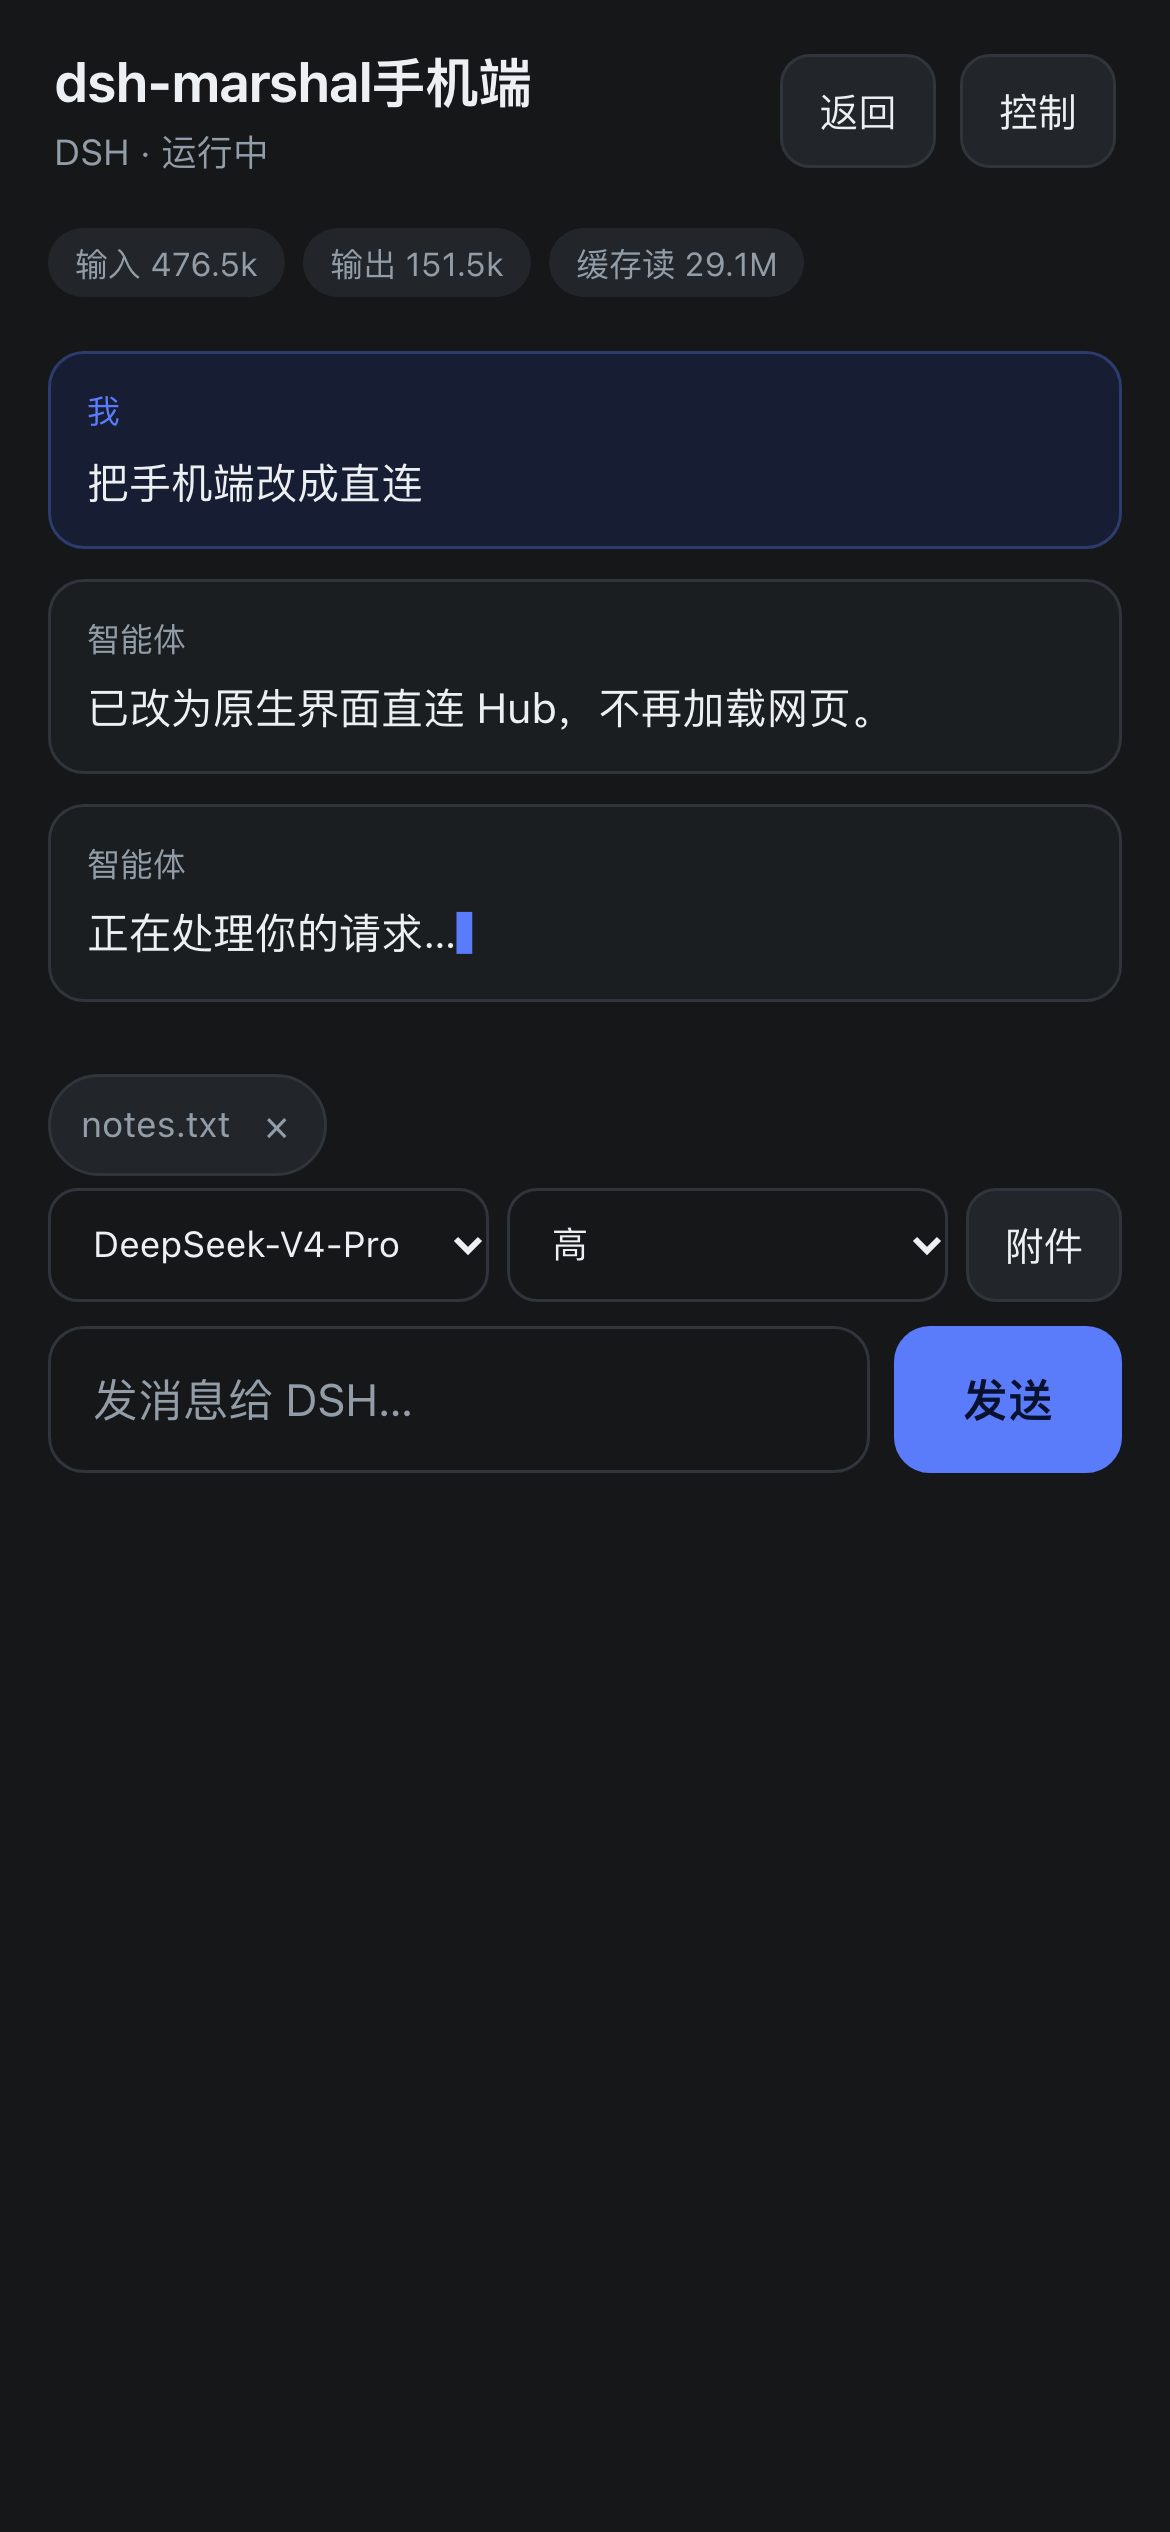 dsh-marshal手机端
DSH · 运行中
返回
控制
输入 476.5k
输出 151.5k
缓存读 29.1M
我
把手机端改成直连
智能体
已改为原生界面直连 Hub，不再加载网页。
智能体
正在处理你的请求...
notes.txt ×
DeepSeek-V4-Pro
高
附件
发消息给 DSH...
发送